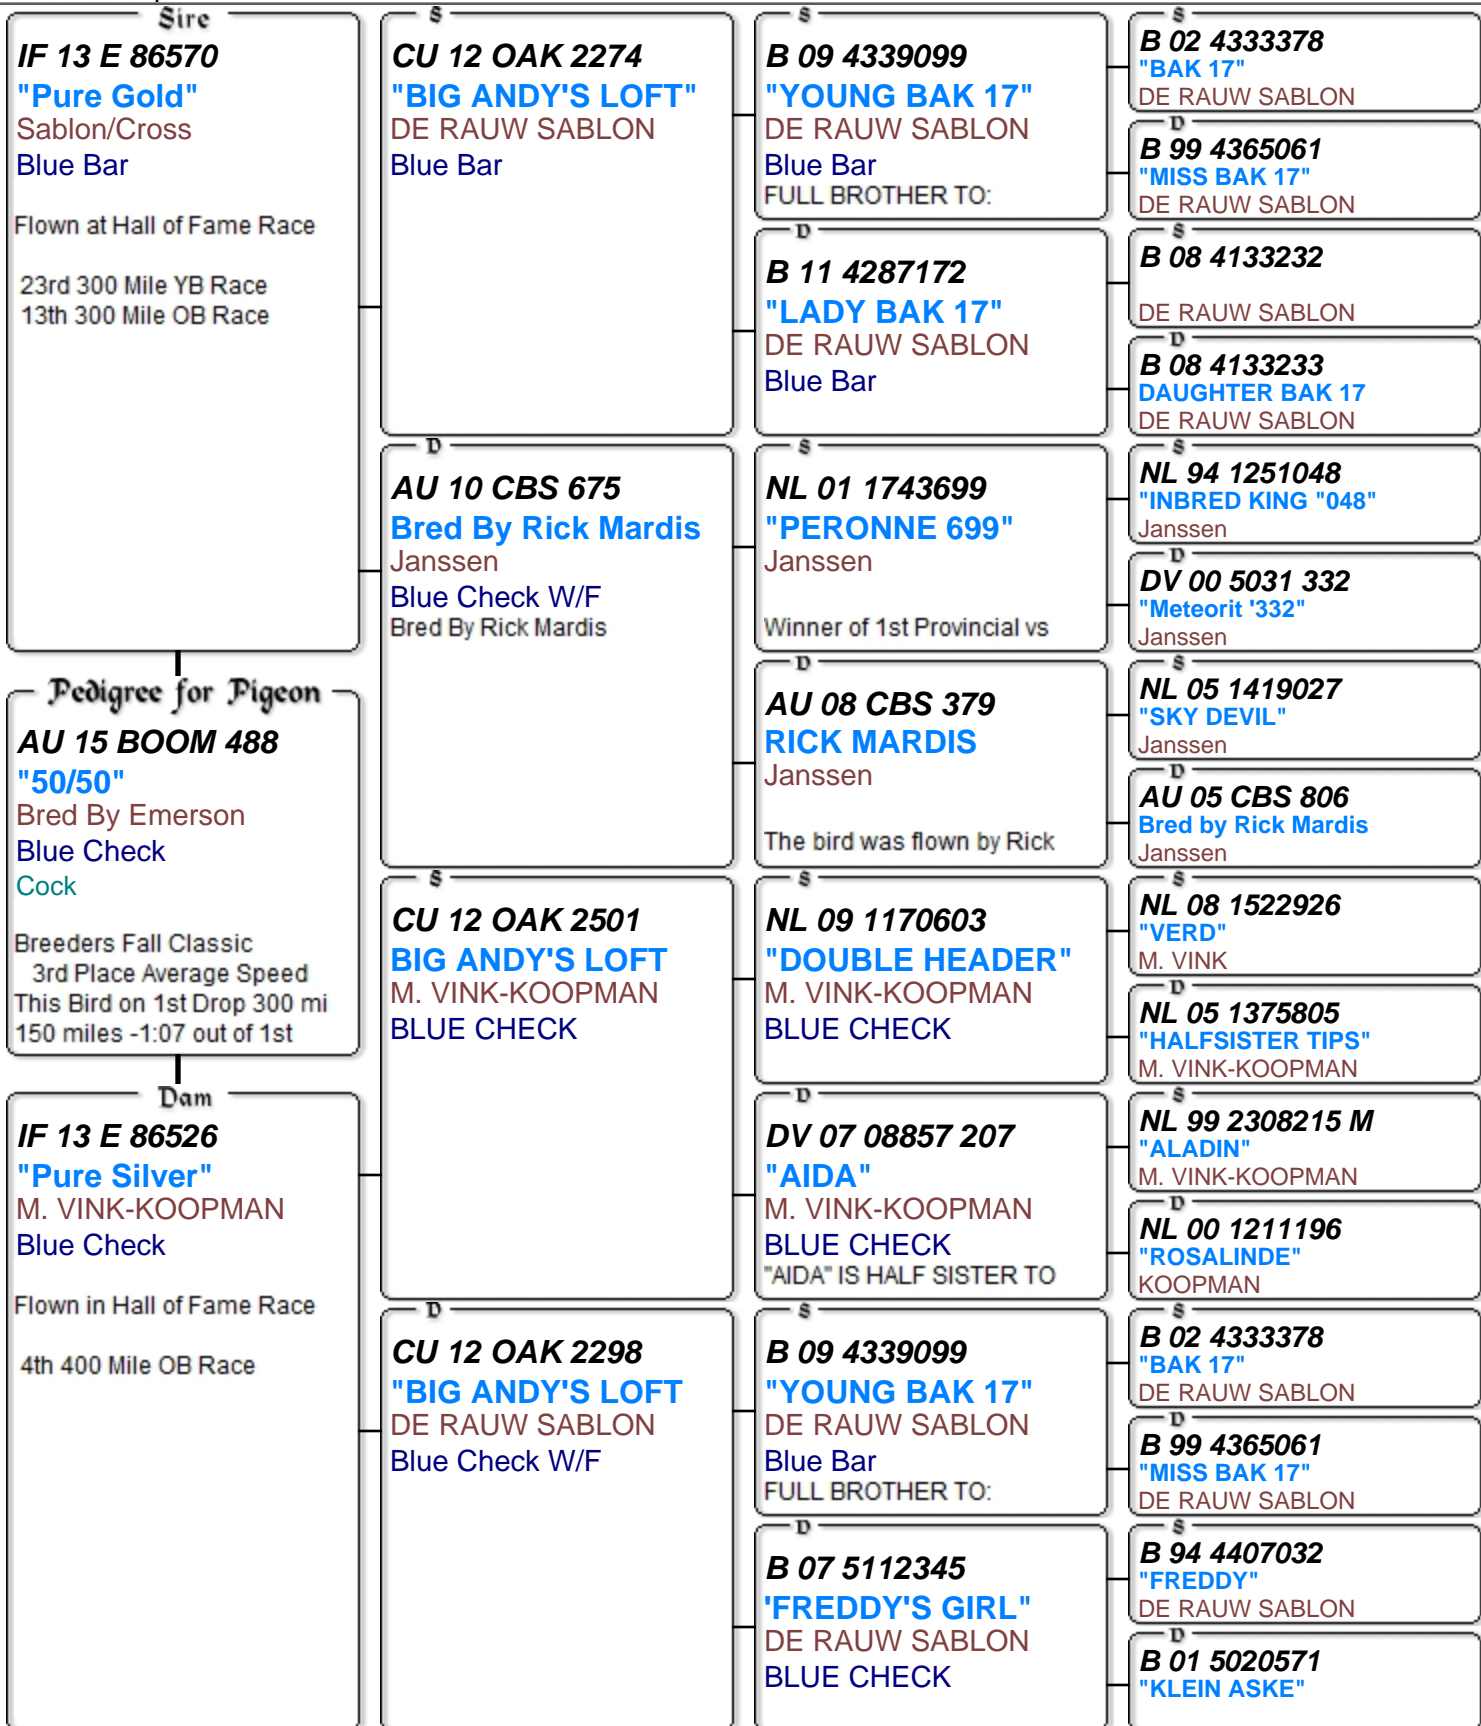 Sire
IF 13 E 86570
"Pure Gold"
Sablon/Cross
Blue Bar
Flown at Hall of Fame Race
23rd 300 Mile YB Race
13th 300 Mile OB Race
Pedigree for Pigeon
AU 15 BOOM 488
"50/50"
Bred By Emerson
Blue Check
Cock
Breeders Fall Classic
3rd Place Average Speed
This Bird on 1st Drop 300 mi
150 miles -1:07 out of 1st
Dam
IF 13 E 86526
"Pure Silver"
M. VINK-KOOPMAN
Blue Check
Flown in Hall of Fame Race
4th 400 Mile OB Race
S
CU 12 OAK 2274
"BIG ANDY'S LOFT"
DE RAUW SABLON
Blue Bar
D
AU 10 CBS 675
Bred By Rick Mardis
Janssen
Blue Check W/F
Bred By Rick Mardis
S
CU 12 OAK 2501
BIG ANDY'S LOFT
M. VINK-KOOPMAN
BLUE CHECK
D
CU 12 OAK 2298
"BIG ANDY'S LOFT
DE RAUW SABLON
Blue Check W/F
S
B 09 4339099
"YOUNG BAK 17"
DE RAUW SABLON
Blue Bar
FULL BROTHER TO:
D
B 11 4287172
"LADY BAK 17"
DE RAUW SABLON
Blue Bar
S
NL 01 1743699
"PERONNE 699"
Janssen
Winner of 1st Provincial vs
D
AU 08 CBS 379
RICK MARDIS
Janssen
The bird was flown by Rick
S
NL 09 1170603
"DOUBLE HEADER"
M. VINK-KOOPMAN
BLUE CHECK
D
DV 07 08857 207
"AIDA"
M. VINK-KOOPMAN
BLUE CHECK
"AIDA" IS HALF SISTER TO
S
B 09 4339099
"YOUNG BAK 17"
DE RAUW SABLON
Blue Bar
FULL BROTHER TO:
D
B 07 5112345
'FREDDY'S GIRL"
DE RAUW SABLON
BLUE CHECK
S
B 02 4333378
"BAK 17"
DE RAUW SABLON
D
B 99 4365061
"MISS BAK 17"
DE RAUW SABLON
S
B 08 4133232
DE RAUW SABLON
D
B 08 4133233
DAUGHTER BAK 17
DE RAUW SABLON
S
NL 94 1251048
"INBRED KING "048"
Janssen
D
DV 00 5031 332
"Meteorit '332"
Janssen
S
NL 05 1419027
"SKY DEVIL"
Janssen
D
AU 05 CBS 806
Bred by Rick Mardis
Janssen
S
NL 08 1522926
"VERD"
M. VINK
D
NL 05 1375805
"HALFSISTER TIPS"
M. VINK-KOOPMAN
S
NL 99 2308215 M
"ALADIN"
M. VINK-KOOPMAN
D
NL 00 1211196
"ROSALINDE"
KOOPMAN
S
B 02 4333378
"BAK 17"
DE RAUW SABLON
D
B 99 4365061
"MISS BAK 17"
DE RAUW SABLON
S
B 94 4407032
"FREDDY"
DE RAUW SABLON
D
B 01 5020571
"KLEIN ASKE"